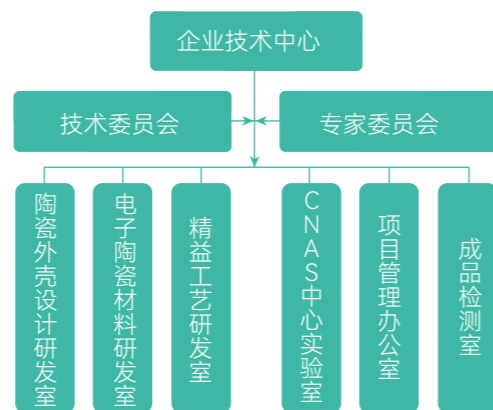 企业技术中心
技术委员会
专家委员会
陶瓷外壳设计研发室
电子陶瓷材料研发室
精益工艺研发室
CNAS中心实验室
项目管理办公室
成品检测室